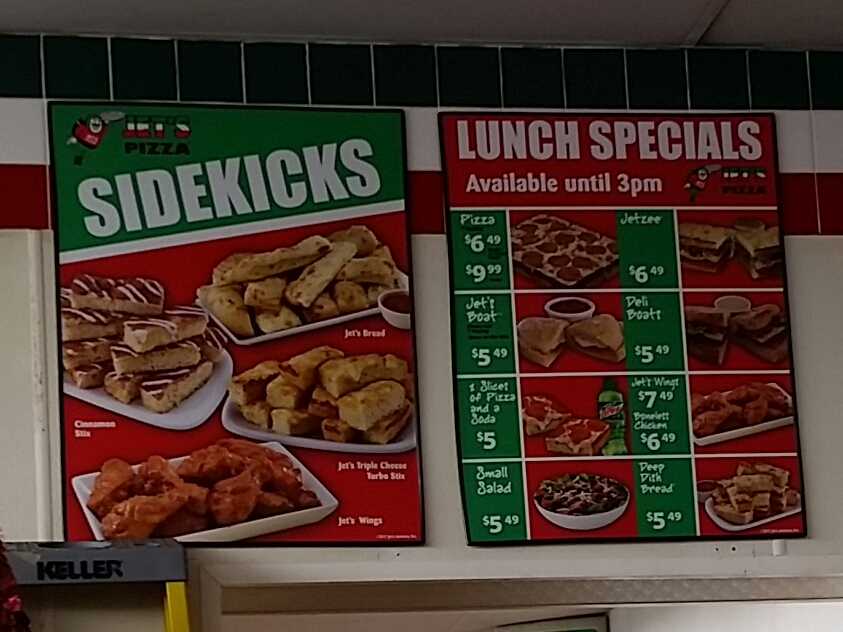 JET'S
PIZZA
SIDEKICKS
Jet's Bread
Cinnamon
Stix
Jet's Triple Cheese
Turbo Stix
Jet's Wings
LUNCH SPECIALS
Available until 3pm
JET'S
PIZZA
Pizza
$6 49
$9 99
Jetzee
$6 49
Jet's
Boat
$5 49
Deli
Boat
$5 49
2 Slices
of Pizza
and a
Soda
$5
Jet's Wings
$7 49
Boneless
Chicken
$6 49
Small
Salad
$5 49
Deep
Dish
Bread
$5 49
KELLER